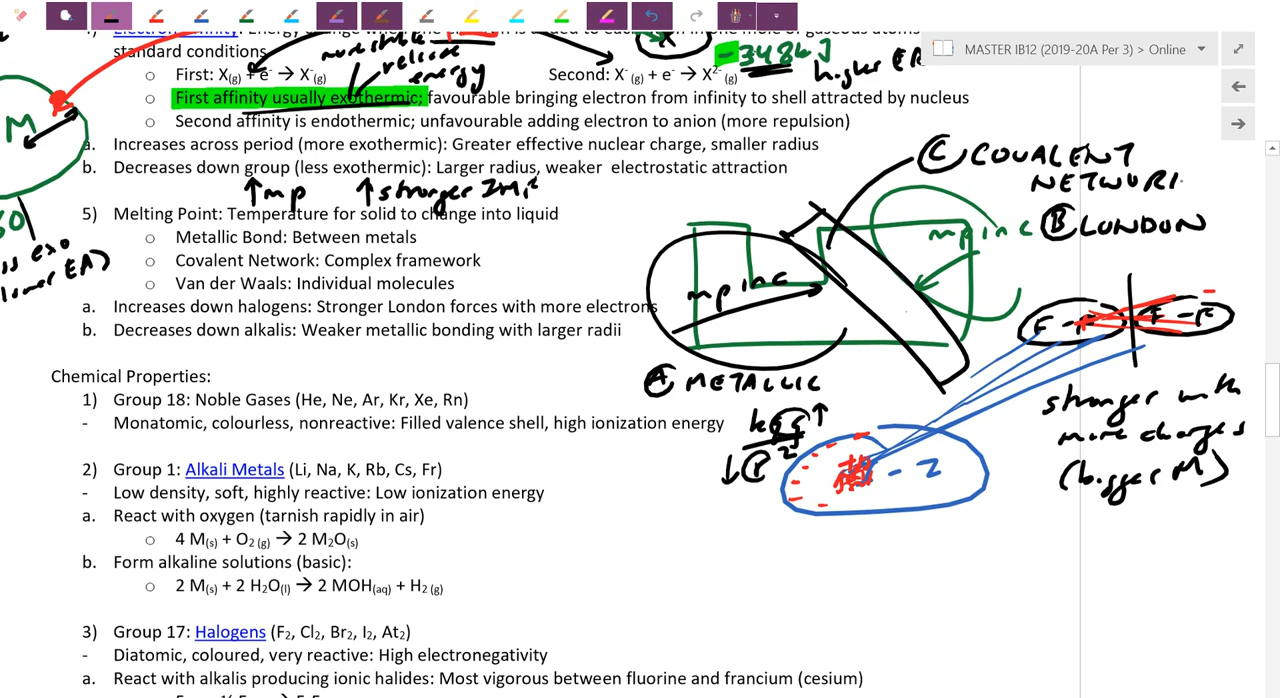 MASTER IB12 (2019-20A Per 3) > Online
standard conditions
-348kJ
First: X(g) + e⁻ → X⁻(g)
Second: X⁻(g) + e⁻ → X²⁻(g)
release
energy
higher EA
First affinity usually exothermic; favourable bringing electron from infinity to shell attracted by nucleus
Second affinity is endothermic; unfavourable adding electron to anion (more repulsion)
M
a. Increases across period (more exothermic): Greater effective nuclear charge, smaller radius
b. Decreases down group (less exothermic): Larger radius, weaker electrostatic attraction
↑mp ↑stronger IMF
lower EA)
5) Melting Point: Temperature for solid to change into liquid
○ Metallic Bond: Between metals
○ Covalent Network: Complex framework
○ Van der Waals: Individual molecules
a. Increases down halogens: Stronger London forces with more electrons
b. Decreases down alkalis: Weaker metallic bonding with larger radii
C COVALENT
NETWORK
mp inc
B LONDON
mp inc
F-F F-F
A METALLIC
stronger with
more charges
(bigger M)
- Z
Chemical Properties:
1) Group 18: Noble Gases (He, Ne, Ar, Kr, Xe, Rn)
- Monatomic, colourless, nonreactive: Filled valence shell, high ionization energy
2) Group 1: Alkali Metals (Li, Na, K, Rb, Cs, Fr)
- Low density, soft, highly reactive: Low ionization energy
a. React with oxygen (tarnish rapidly in air)
○ 4 M(s) + O2 (g) → 2 M2O(s)
b. Form alkaline solutions (basic):
○ 2 M(s) + 2 H2O(l) → 2 MOH(aq) + H2 (g)
3) Group 17: Halogens (F2, Cl2, Br2, I2, At2)
- Diatomic, coloured, very reactive: High electronegativity
a. React with alkalis producing ionic halides: Most vigorous between fluorine and francium (cesium)